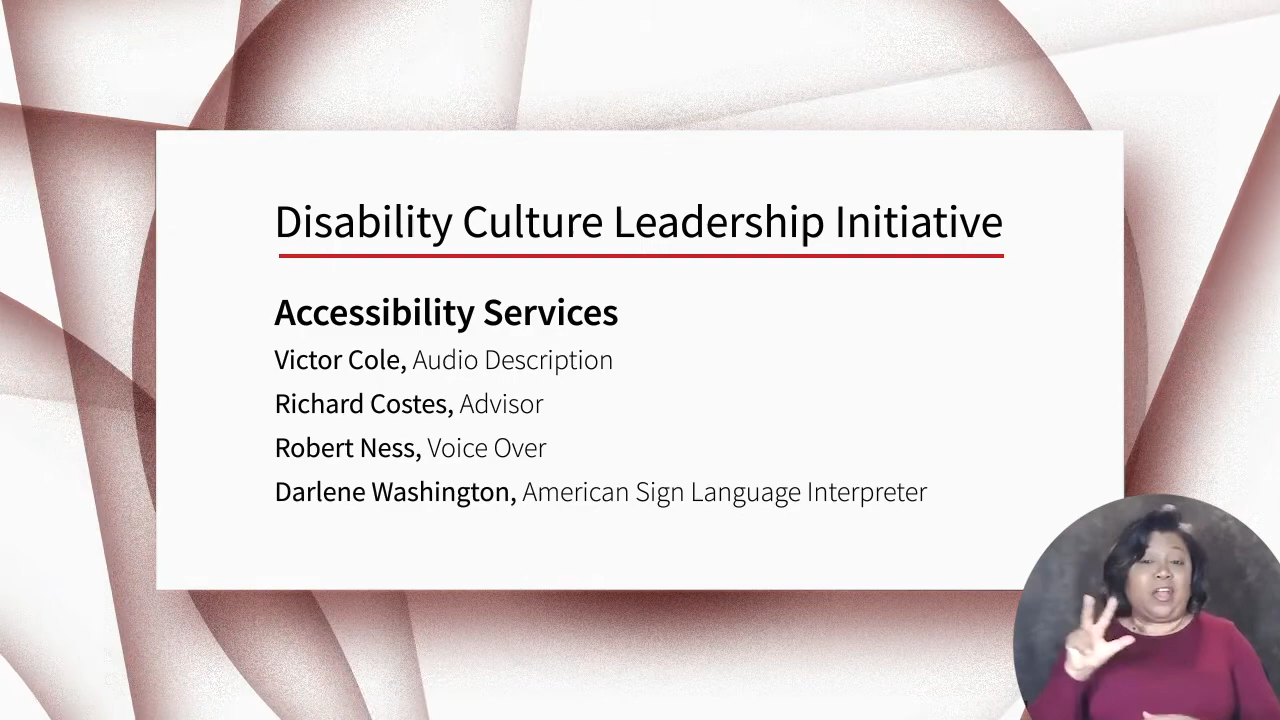 Disability Culture Leadership Initiative
Accessibility Services
Victor Cole, Audio Description
Richard Costes, Advisor
Robert Ness, Voice Over
Darlene Washington, American Sign Language Interpreter